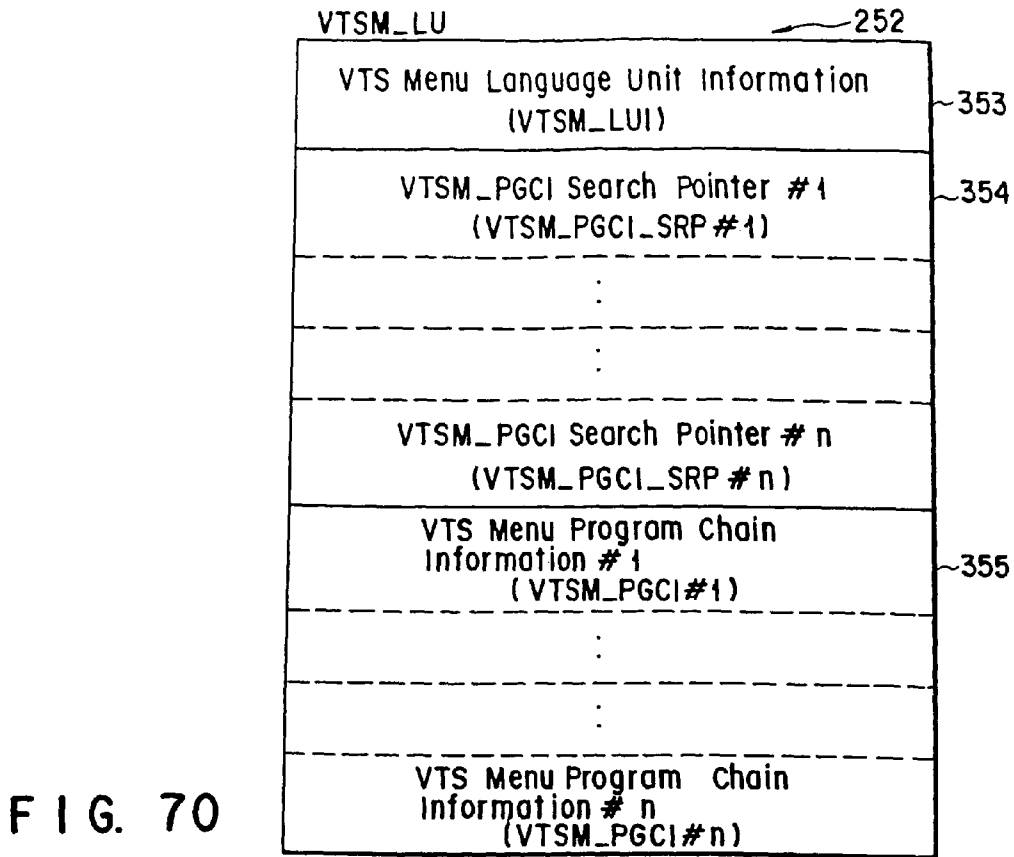 VTSM_LU 252
VTS Menu Language Unit Information
(VTSM_LUI)
353
VTSM_PGCI Search Pointer #1
354
(VTSM_PGCI_SRP #1)
VTSM_PGCI Search Pointer # n
(VTSM_PGCI_SRP # n)
VTS Menu Program Chain
Information # 1
355
(VTSM_PGCI#1)
VTS Menu Program Chain
Information # n
(VTSM_PGCI#n)
FIG. 70